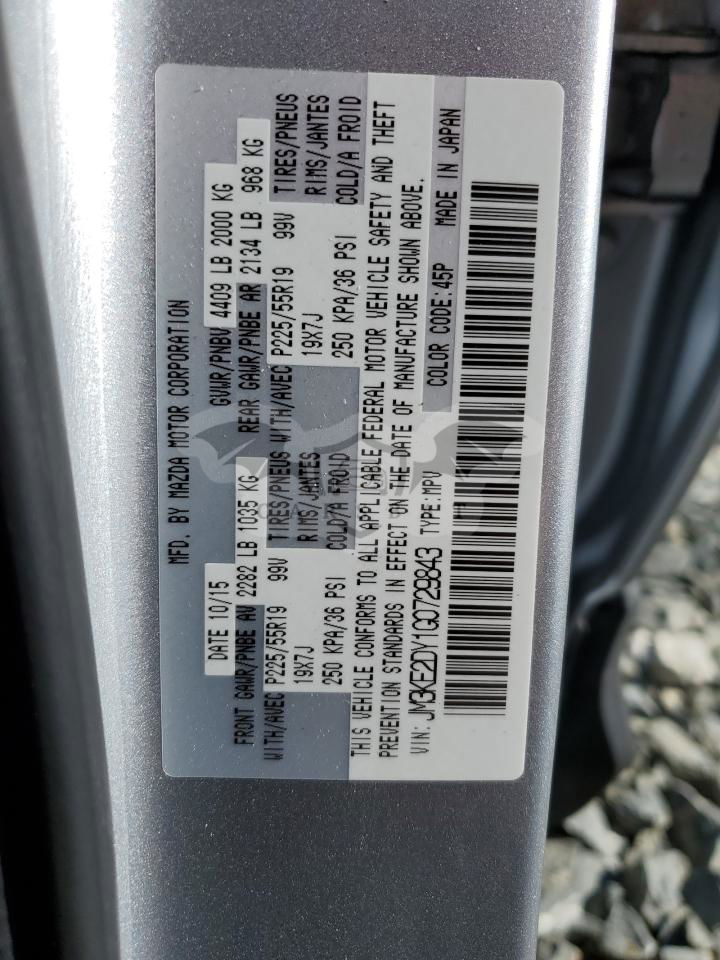 MFD. BY MAZDA MOTOR CORPORATION
DATE 10/15 GVWR/PNBV 4409 LB 2000 KG
FRONT GAWR/PNBE AV 2282 LB 1035 KG REAR GAWR/PNBE AR 2134 LB 968 KG
WITH/AVEC P225/55R19 99V TIRES/PNEUS WITH/AVEC P225/55R19 99V TIRES/PNEUS
19X7J RIMS/JANTES 19X7J RIMS/JANTES
250 KPA/36 PSI COLD/A FROID 250 KPA/36 PSI COLD/A FROID
THIS VEHICLE CONFORMS TO ALL APPLICABLE FEDERAL MOTOR VEHICLE SAFETY AND THEFT
PREVENTION STANDARDS IN EFFECT ON THE DATE OF MANUFACTURE SHOWN ABOVE.
VIN: JM3KE2DY1G0729843 TYPE: MPV COLOR CODE: 45P MADE IN JAPAN